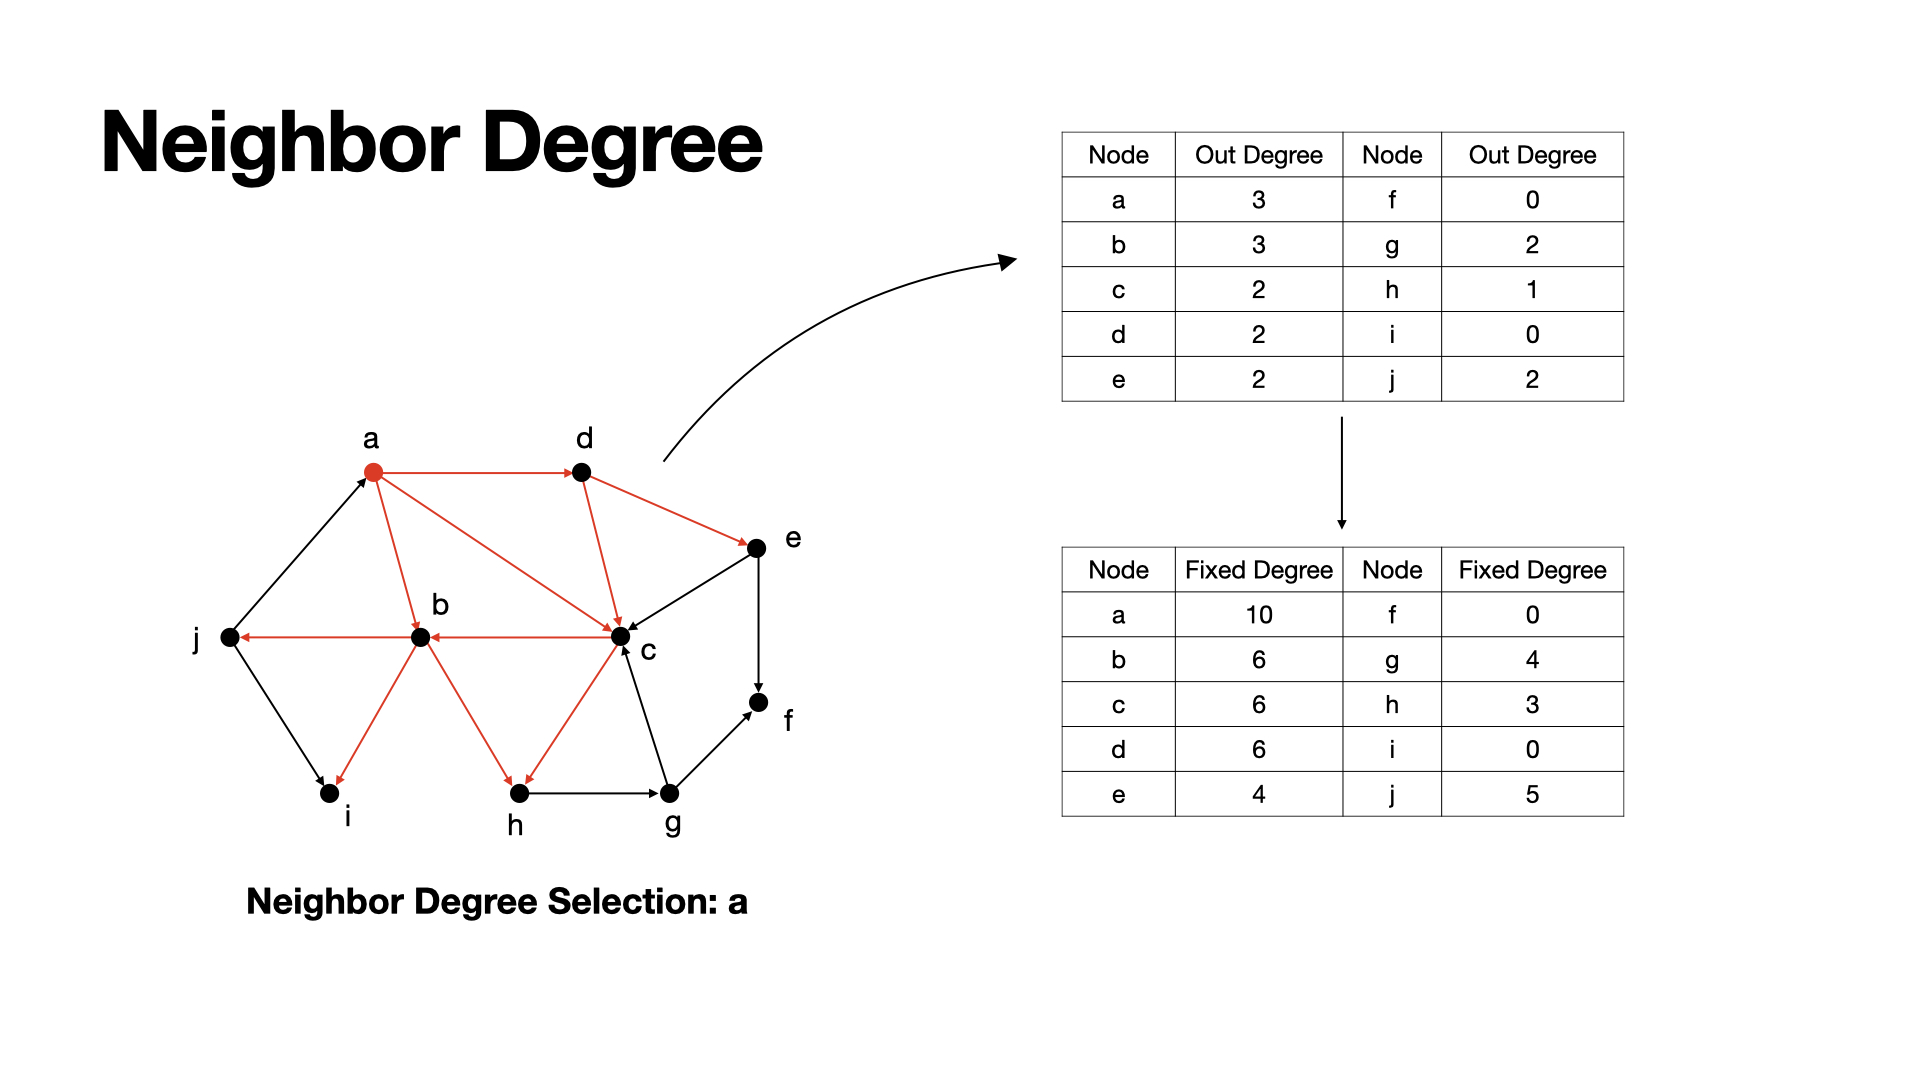 Neighbor Degree
Node Out Degree Node Out Degree
a 3 f 0
b 3 g 2
c 2 h 1
d 2 i 0
e 2 j 2
a
d
e
b
j
c
f
i
h
g
Neighbor Degree Selection: a
Node Fixed Degree Node Fixed Degree
a 10 f 0
b 6 g 4
c 6 h 3
d 6 i 0
e 4 j 5